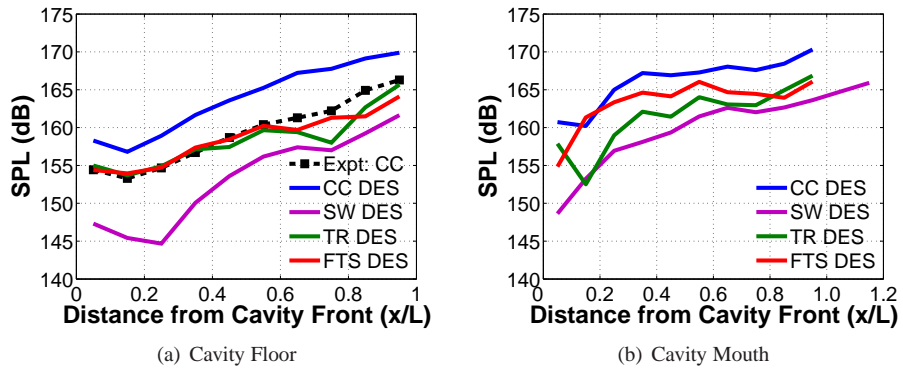 175
170
165
160
155
150
145
140
0
0.2
0.4
0.6
0.8
1
SPL (dB)
Distance from Cavity Front (x/L)
Expt: CC
CC DES
SW DES
TR DES
FTS DES
(a) Cavity Floor
175
170
165
160
155
150
145
140
0
0.2
0.4
0.6
0.8
1.0
1.2
SPL (dB)
Distance from Cavity Front (x/L)
CC DES
SW DES
TR DES
FTS DES
(b) Cavity Mouth